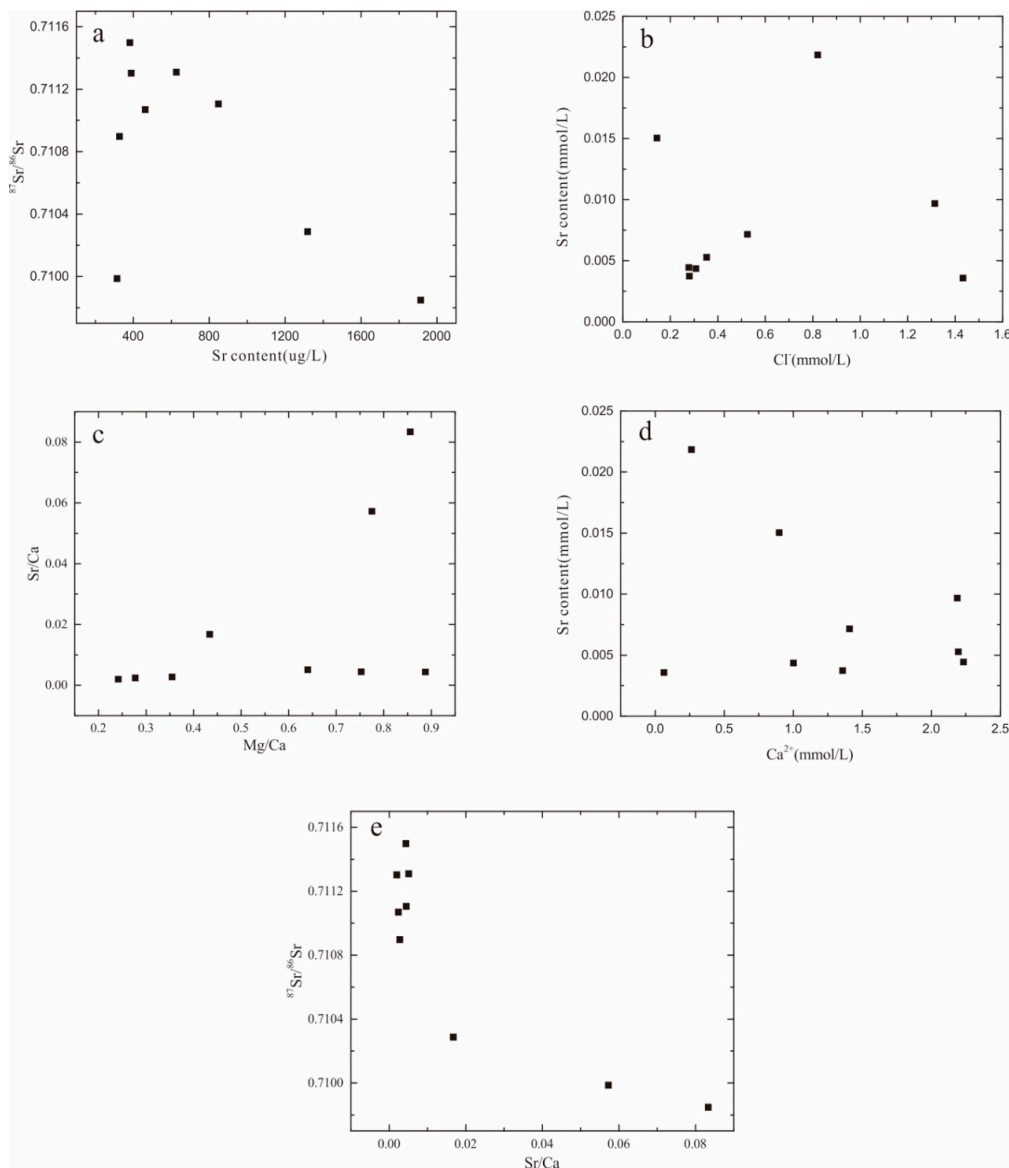 a
0.7116
0.7112
0.7108
0.7104
0.7100
87Sr/86Sr
400 800 1200 1600 2000
Sr content(ug/L)
b
0.025
0.020
0.015
0.010
0.005
0.000
Sr content(mmol/L)
0.0 0.2 0.4 0.6 0.8 1.0 1.2 1.4 1.6
Cl-(mmol/L)
c
0.08
0.06
0.04
0.02
0.00
Sr/Ca
0.2 0.3 0.4 0.5 0.6 0.7 0.8 0.9
Mg/Ca
d
0.025
0.020
0.015
0.010
0.005
0.000
Sr content(mmol/L)
0.0 0.5 1.0 1.5 2.0 2.5
Ca2+(mmol/L)
e
0.7116
0.7112
0.7108
0.7104
0.7100
87Sr/86Sr
0.00 0.02 0.04 0.06 0.08
Sr/Ca